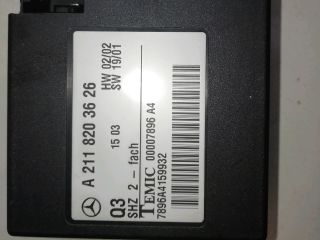 A 211 820 36 26
HW 02/02
SW 19/01
15 03
Q3
SHZ 2 - fach
TEMIC 00007896 A4
7896A4159932